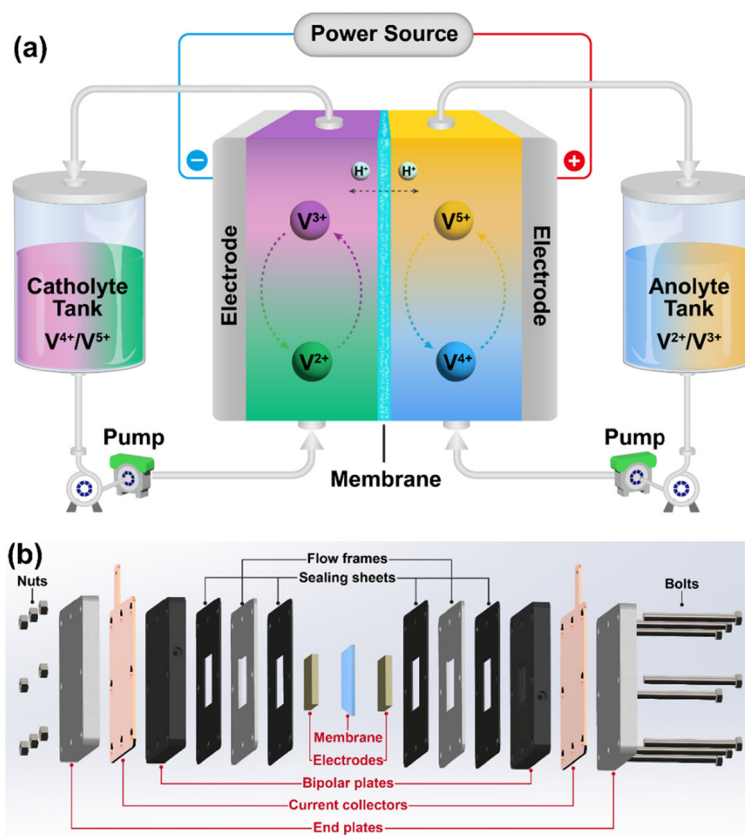 (a)
Power Source
−
+
H⁺
H⁺
V³⁺
V⁵⁺
Electrode
Electrode
Catholyte
Tank
V⁴⁺/V⁵⁺
Anolyte
Tank
V²⁺/V³⁺
V²⁺
V⁴⁺
Pump
Pump
Membrane
(b)
Flow frames
Sealing sheets
Nuts
Bolts
Membrane
Electrodes
Bipolar plates
Current collectors
End plates